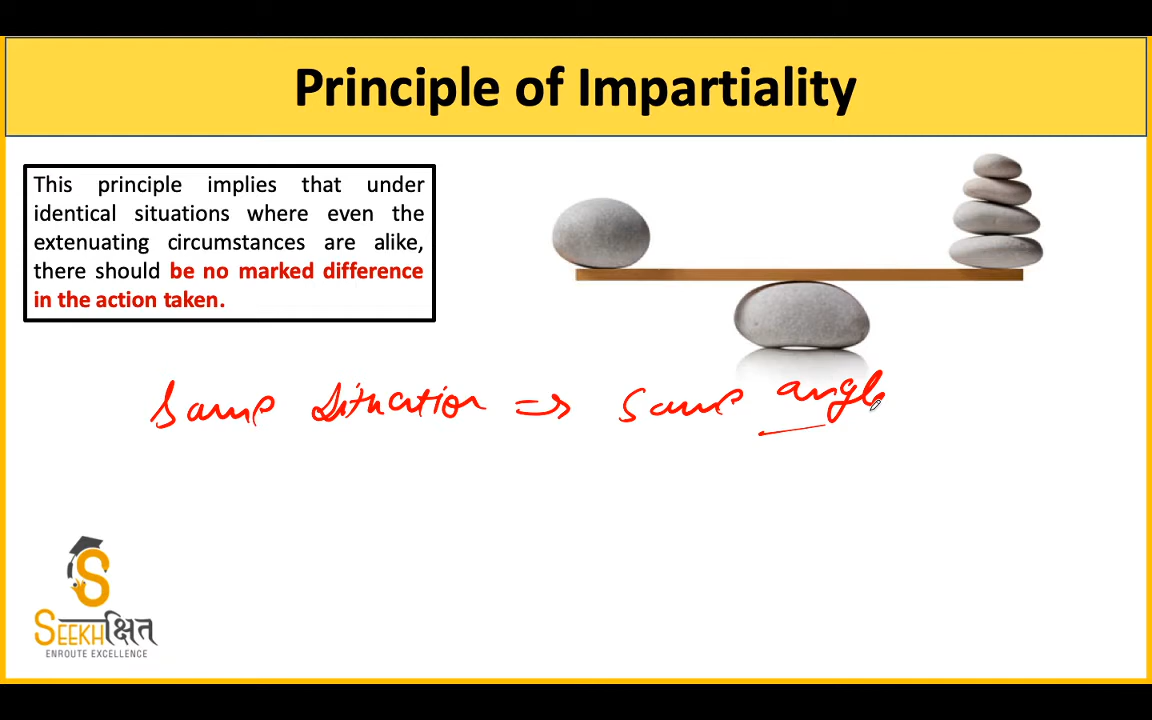 Principle of Impartiality
This principle implies that under
identical situations where even the
extenuating circumstances are alike,
there should be no marked difference
in the action taken.
Same Situation ⇒ Same angle
SEEKHक्षित
ENROUTE EXCELLENCE